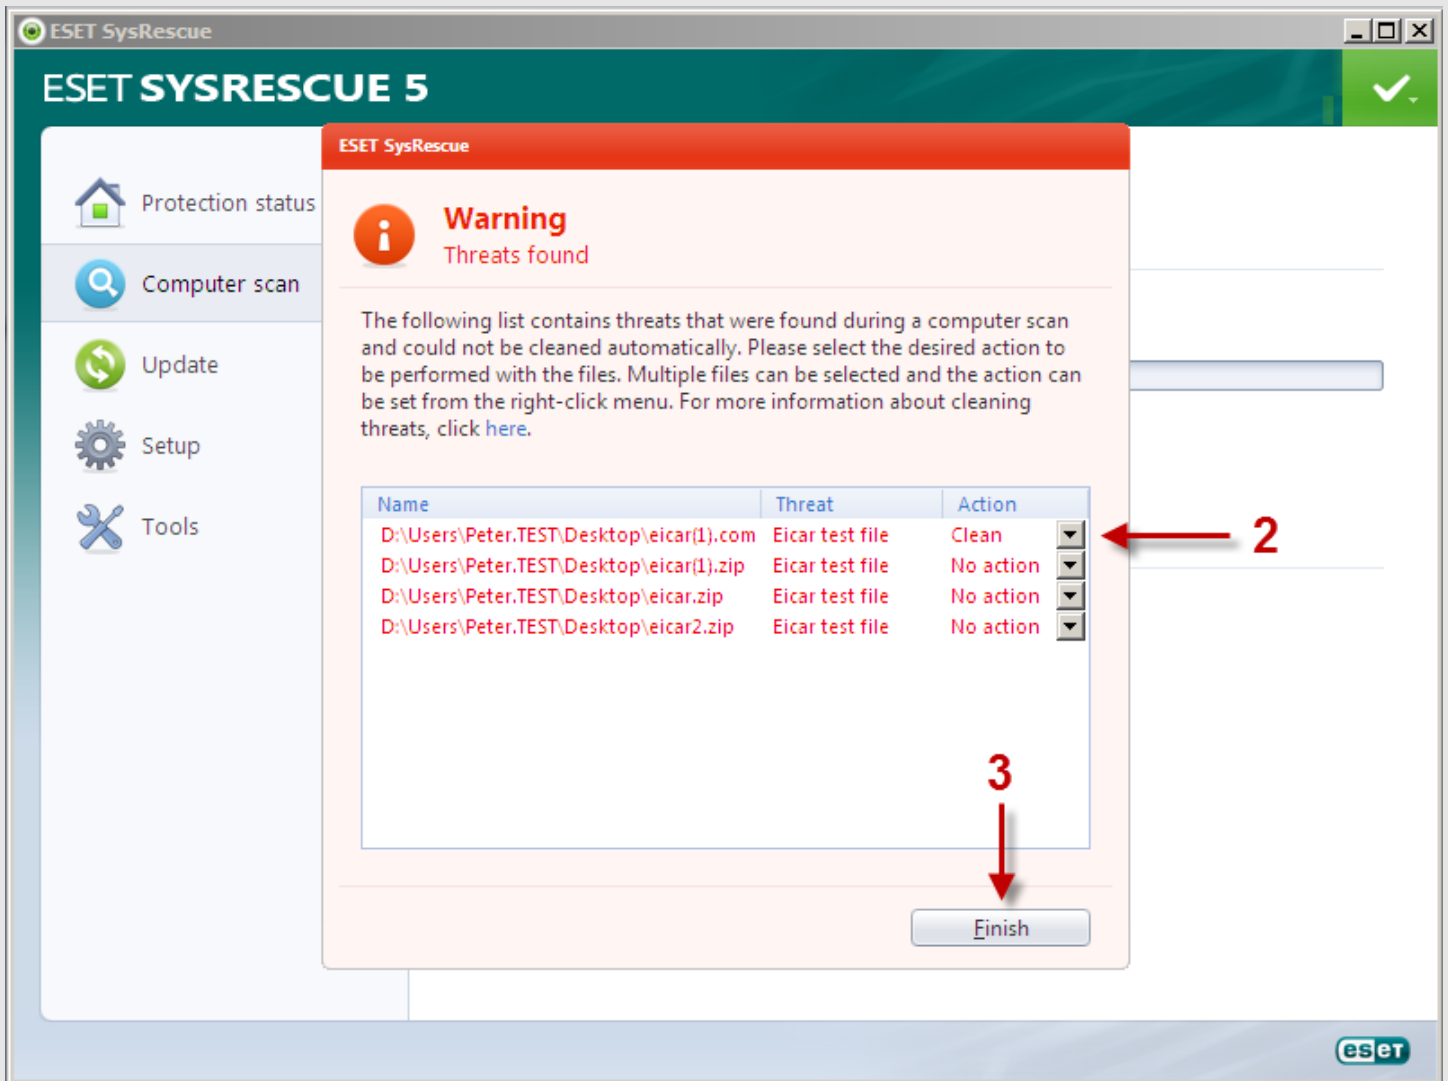 ESET SysRescue
ESET SYSRESCUE 5
ESET SysRescue
Protection status
Computer scan
Update
Setup
Tools
Warning
Threats found
The following list contains threats that were found during a computer scan
and could not be cleaned automatically. Please select the desired action to
be performed with the files. Multiple files can be selected and the action can
be set from the right-click menu. For more information about cleaning
threats, click here.
Name Threat Action
D:\Users\Peter.TEST\Desktop\eicar(1).com Eicar test file Clean
D:\Users\Peter.TEST\Desktop\eicar(1).zip Eicar test file No action
D:\Users\Peter.TEST\Desktop\eicar.zip Eicar test file No action
D:\Users\Peter.TEST\Desktop\eicar2.zip Eicar test file No action
2
3
Finish
eseT